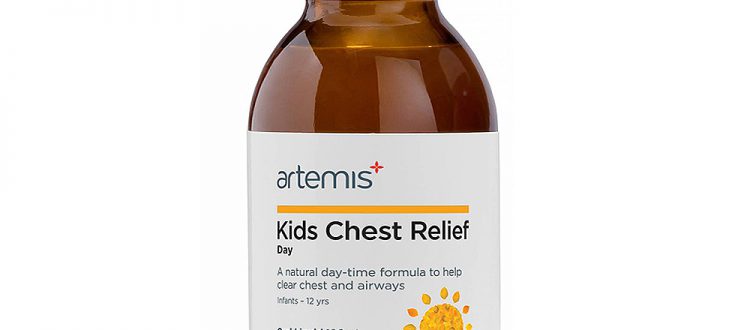 artemis
Kids Chest Relief
Day
A natural day-time formula to help
clear chest and airways
Infants - 12 yrs